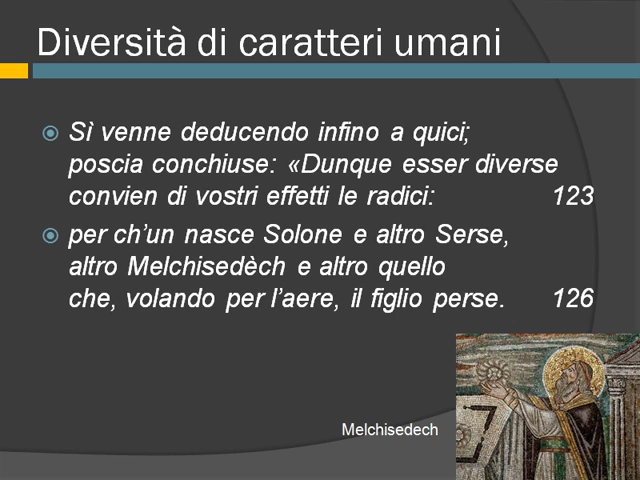 Diversità di caratteri umani
Sì venne deducendo infino a quici;
poscia conchiuse: «Dunque esser diverse
convien di vostri effetti le radici: 123
per ch'un nasce Solone e altro Serse,
altro Melchisedèch e altro quello
che, volando per l'aere, il figlio perse. 126
Melchisedech